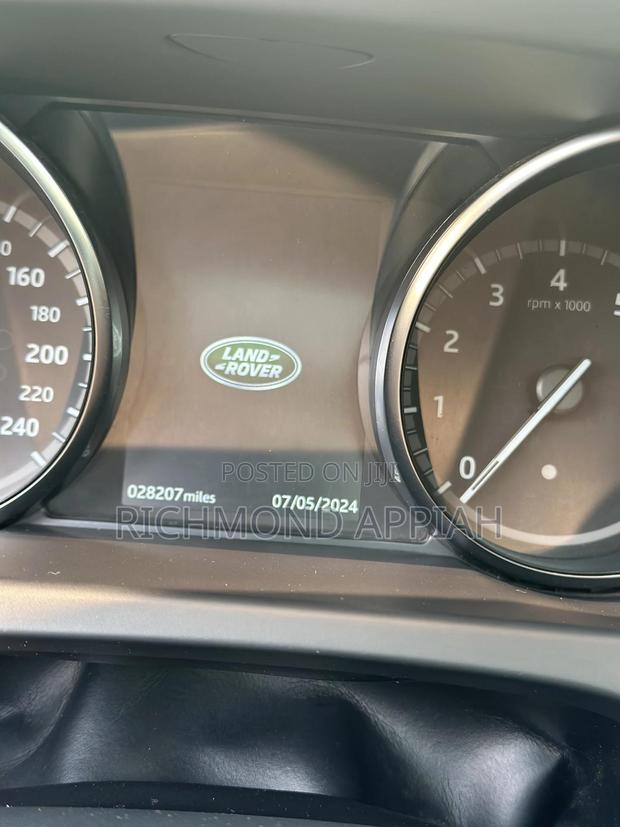 160
180
200
220
240
LAND
ROVER
028207miles
07/05/2024
0
1
2
3
4
rpm x 1000
POSTED ON JIJI
RICHMOND APPIAH